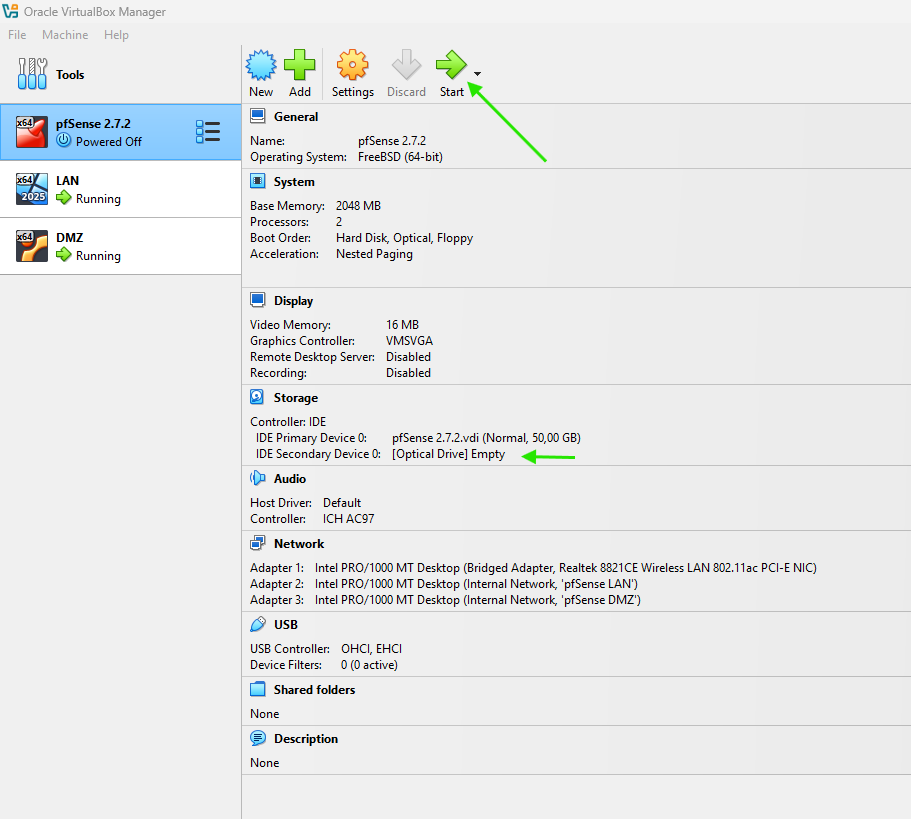 Oracle VirtualBox Manager
File Machine Help
Tools
New Add Settings Discard Start
x64 pfSense 2.7.2
Powered Off
x64 LAN
2025 Running
x64 DMZ
Running
General
Name: pfSense 2.7.2
Operating System: FreeBSD (64-bit)
System
Base Memory: 2048 MB
Processors: 2
Boot Order: Hard Disk, Optical, Floppy
Acceleration: Nested Paging
Display
Video Memory: 16 MB
Graphics Controller: VMSVGA
Remote Desktop Server: Disabled
Recording: Disabled
Storage
Controller: IDE
IDE Primary Device 0: pfSense 2.7.2.vdi (Normal, 50,00 GB)
IDE Secondary Device 0: [Optical Drive] Empty
Audio
Host Driver: Default
Controller: ICH AC97
Network
Adapter 1: Intel PRO/1000 MT Desktop (Bridged Adapter, Realtek 8821CE Wireless LAN 802.11ac PCI-E NIC)
Adapter 2: Intel PRO/1000 MT Desktop (Internal Network, 'pfSense LAN')
Adapter 3: Intel PRO/1000 MT Desktop (Internal Network, 'pfSense DMZ')
USB
USB Controller: OHCI, EHCI
Device Filters: 0 (0 active)
Shared folders
None
Description
None